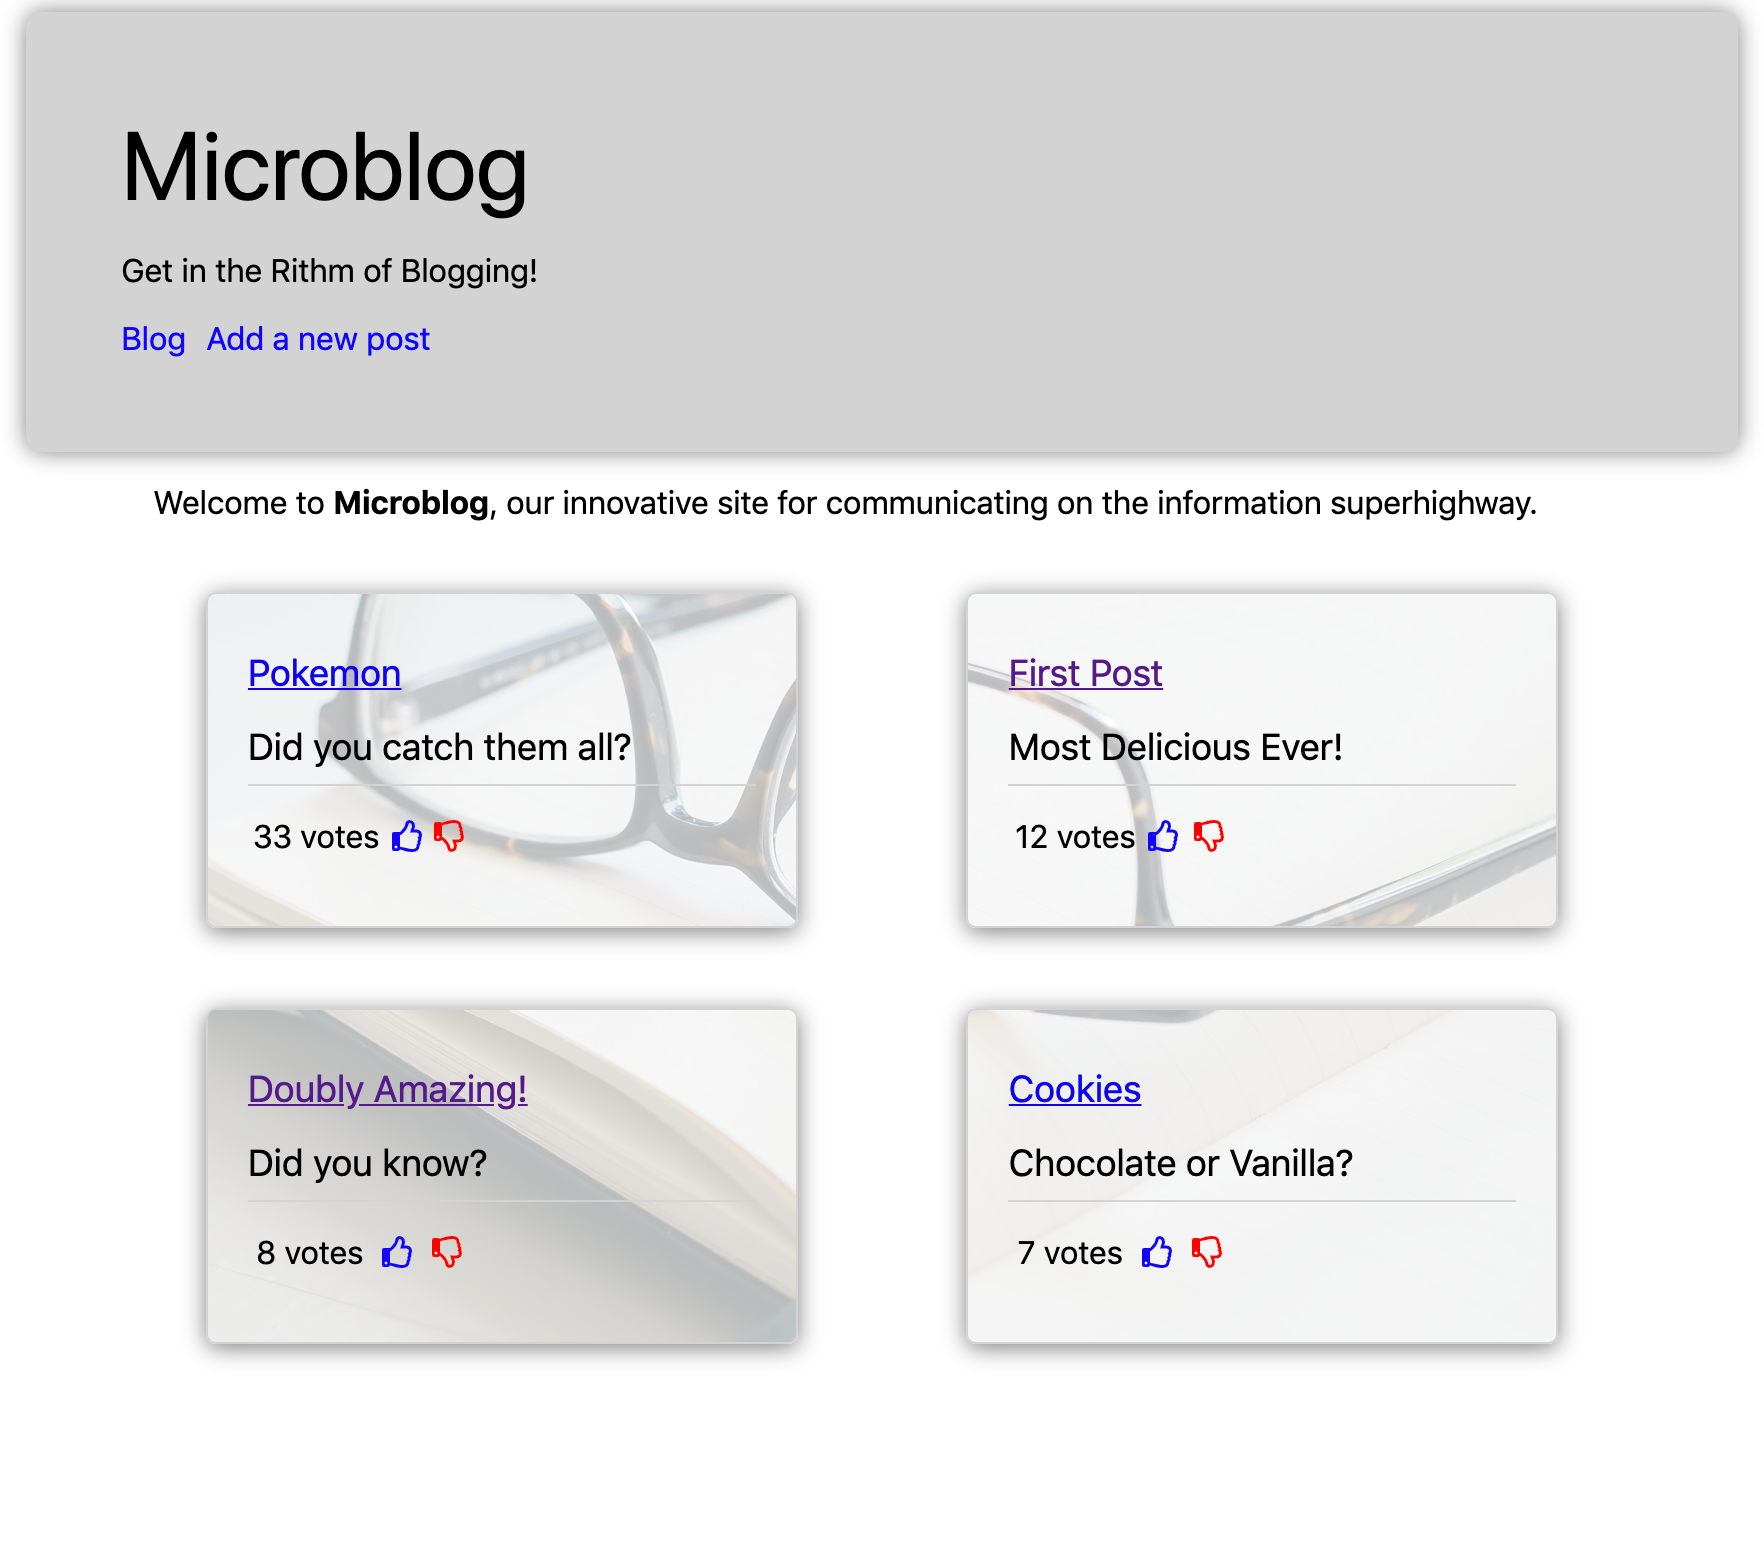 Microblog
Get in the Rithm of Blogging!
Blog Add a new post
Welcome to Microblog, our innovative site for communicating on the information superhighway.
Pokemon
Did you catch them all?
33 votes
First Post
Most Delicious Ever!
12 votes
Doubly Amazing!
Did you know?
8 votes
Cookies
Chocolate or Vanilla?
7 votes